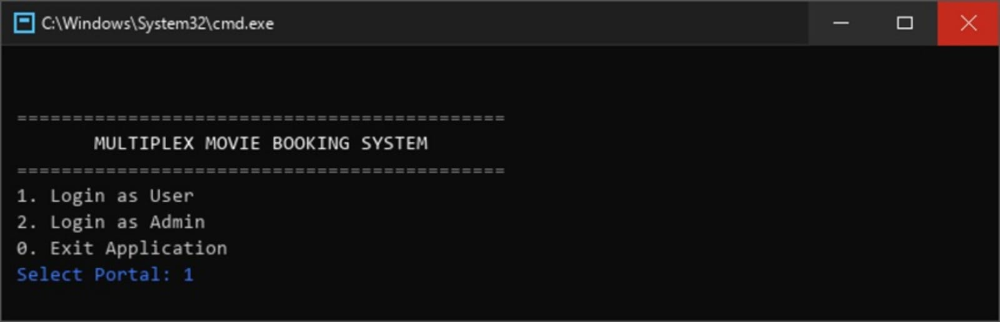 C:\Windows\System32\cmd.exe
============================================
MULTIPLEX MOVIE BOOKING SYSTEM
============================================
1. Login as User
2. Login as Admin
0. Exit Application
Select Portal: 1